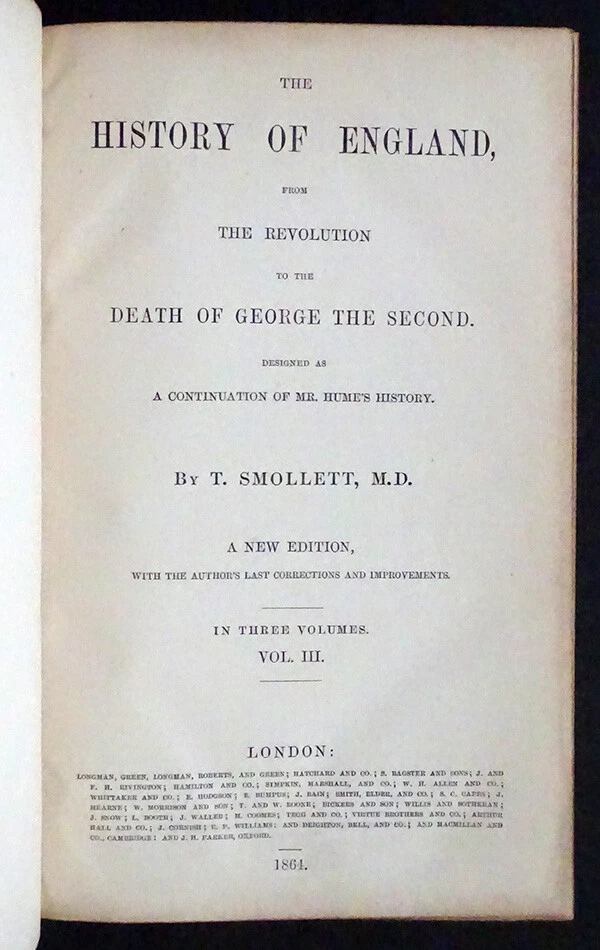 THE
HISTORY OF ENGLAND,
FROM
THE REVOLUTION
TO THE
DEATH OF GEORGE THE SECOND.
DESIGNED AS
A CONTINUATION OF MR. HUME'S HISTORY.
BY T. SMOLLETT, M.D.
A NEW EDITION,
WITH THE AUTHOR'S LAST CORRECTIONS AND IMPROVEMENTS.
IN THREE VOLUMES.
VOL. III.
LONDON:
LONGMAN, GREEN, LONGMAN, ROBERTS, AND GREEN; HATCHARD AND CO.; S. BAGSTER AND SONS; J. AND
F. H. RIVINGTON; HAMILTON AND CO.; SIMPKIN, MARSHALL, AND CO.; W. H. ALLEN AND CO.;
WHITTAKER AND CO.; E. HODGSON; E. BUMPUS; J. BAIN; SMITH, ELDER, AND CO.; S. C. CAPES; J.
HEARNE; W. MORRISON AND SON; T. AND W. BOONE; BICKERS AND SON; WILLIS AND SOTHERAN;
J. SNOW; L. BOOTH; J. WALLER; M. COOMES; TEGG AND CO.; VIRTUE BROTHERS AND CO.; ARTHUR
HALL AND CO.; J. CORNISH; E. P. WILLIAMS: AND DEIGHTON, BELL, AND CO.; AND MACMILLAN AND
CO., CAMBRIDGE: AND J. H. PARKER, OXFORD.
1864.